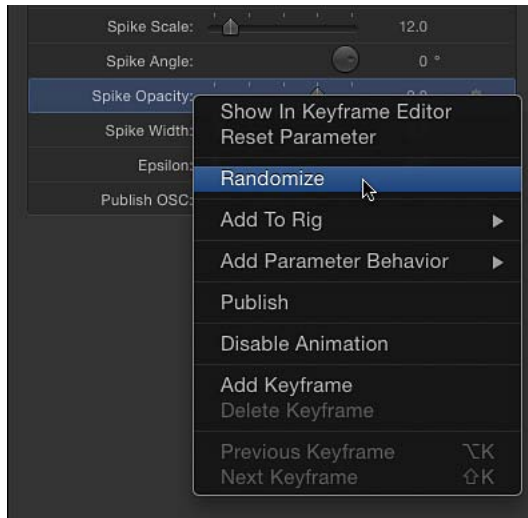 Spike Scale: 12.0
Spike Angle: 0 °
Spike Opacity:
Spike Width:
Epsilon:
Publish OSC:
Show In Keyframe Editor
Reset Parameter
Randomize
Add To Rig ▶
Add Parameter Behavior ▶
Publish
Disable Animation
Add Keyframe
Delete Keyframe
Previous Keyframe ⌥K
Next Keyframe ⇧K